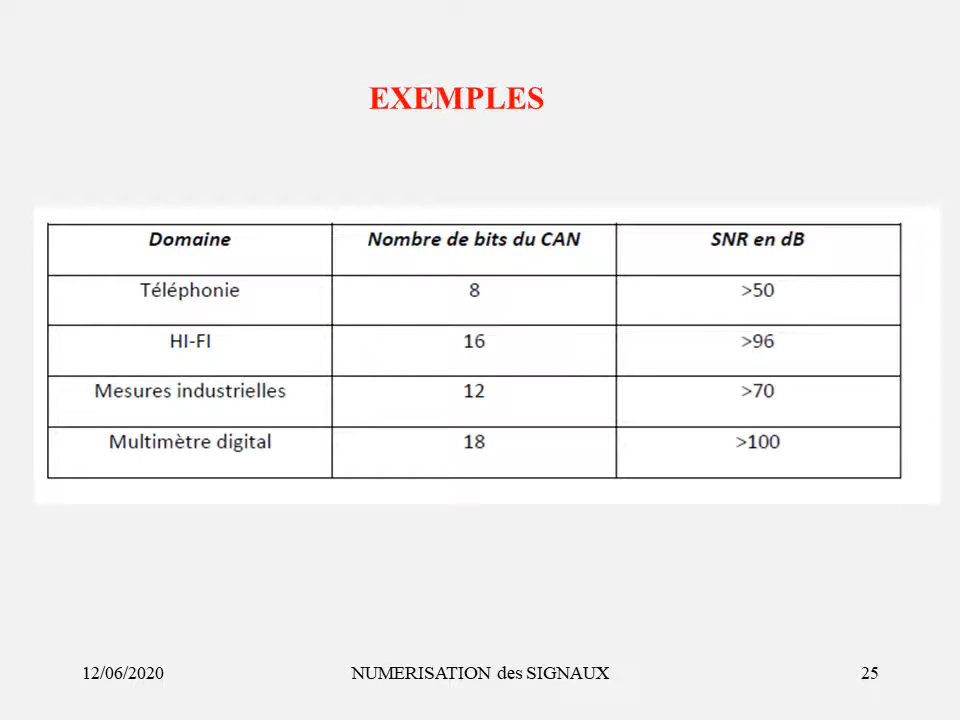 EXEMPLES
Domaine Nombre de bits du CAN SNR en dB
Téléphonie 8 >50
HI-FI 16 >96
Mesures industrielles 12 >70
Multimètre digital 18 >100
12/06/2020 NUMERISATION des SIGNAUX 25